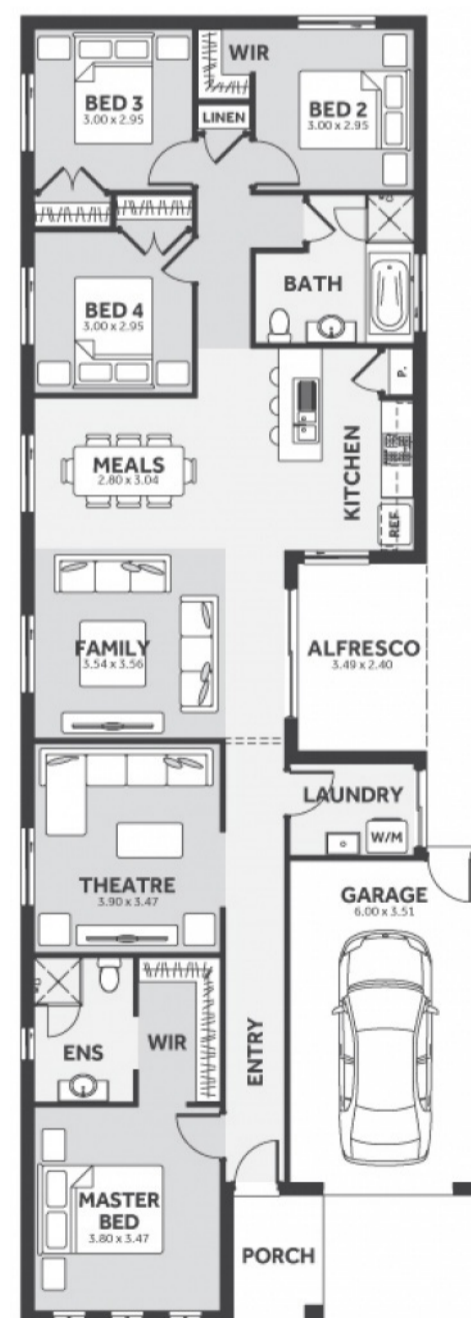 WIR
BED 3
3.00 x 2.95
BED 2
3.00 x 2.95
LINEN
BED 4
3.00 x 2.95
BATH
P.
KITCHEN
REF.
MEALS
2.80 x 3.04
FAMILY
3.54 x 3.56
ALFRESCO
3.49 x 2.40
LAUNDRY
W/M
THEATRE
3.90 x 3.47
GARAGE
6.00 x 3.51
ENS
WIR
ENTRY
MASTER
BED
3.80 x 3.47
PORCH